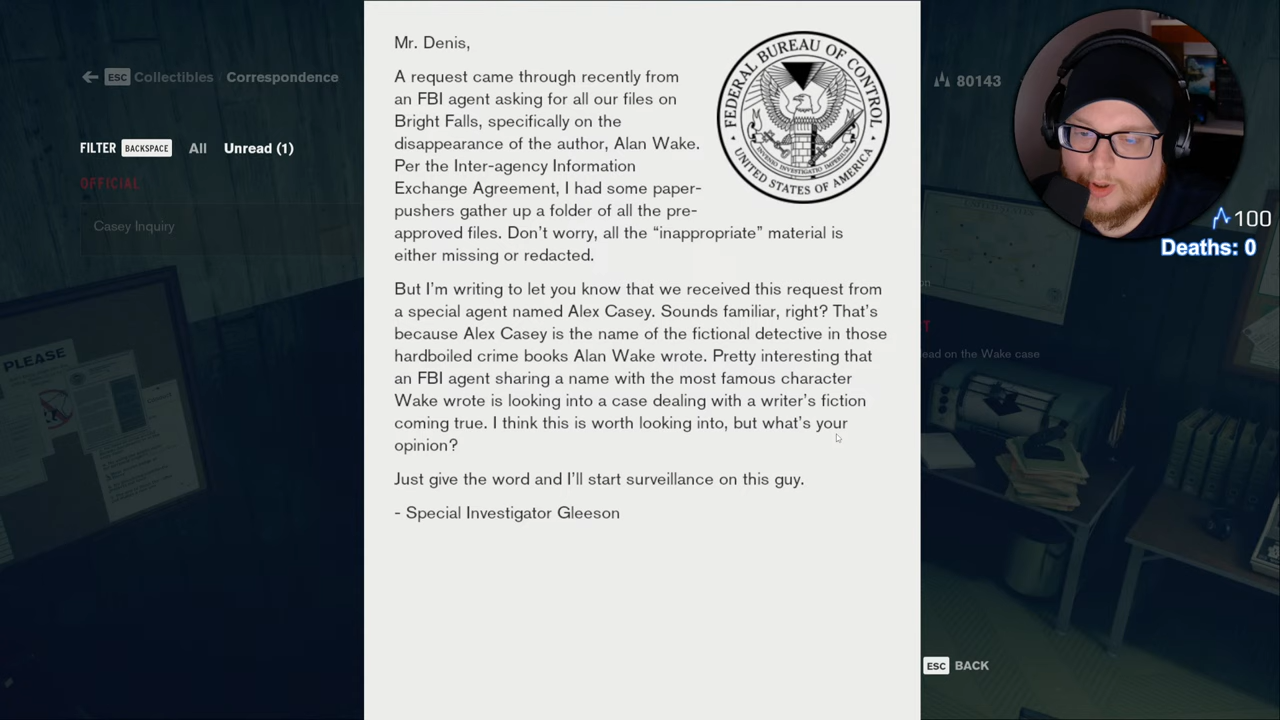 Mr. Denis,
A request came through recently from
an FBI agent asking for all our files on
Bright Falls, specifically on the
disappearance of the author, Alan Wake.
Per the Inter-agency Information
Exchange Agreement, I had some paper-
pushers gather up a folder of all the pre-
approved files. Don't worry, all the “inappropriate” material is
either missing or redacted.
But I'm writing to let you know that we received this request from
a special agent named Alex Casey. Sounds familiar, right? That's
because Alex Casey is the name of the fictional detective in those
hardboiled crime books Alan Wake wrote. Pretty interesting that
an FBI agent sharing a name with the most famous character
Wake wrote is looking into a case dealing with a writer's fiction
coming true. I think this is worth looking into, but what's your
opinion?
Just give the word and I'll start surveillance on this guy.
- Special Investigator Gleeson
FEDERAL BUREAU OF CONTROL
UNITED STATES OF AMERICA
ESC Collectibles Correspondence
FILTER BACKSPACE All Unread (1)
OFFICIAL
Casey Inquiry
80143
100
Deaths: 0
ead on the Wake case
ESC BACK
PLEASE